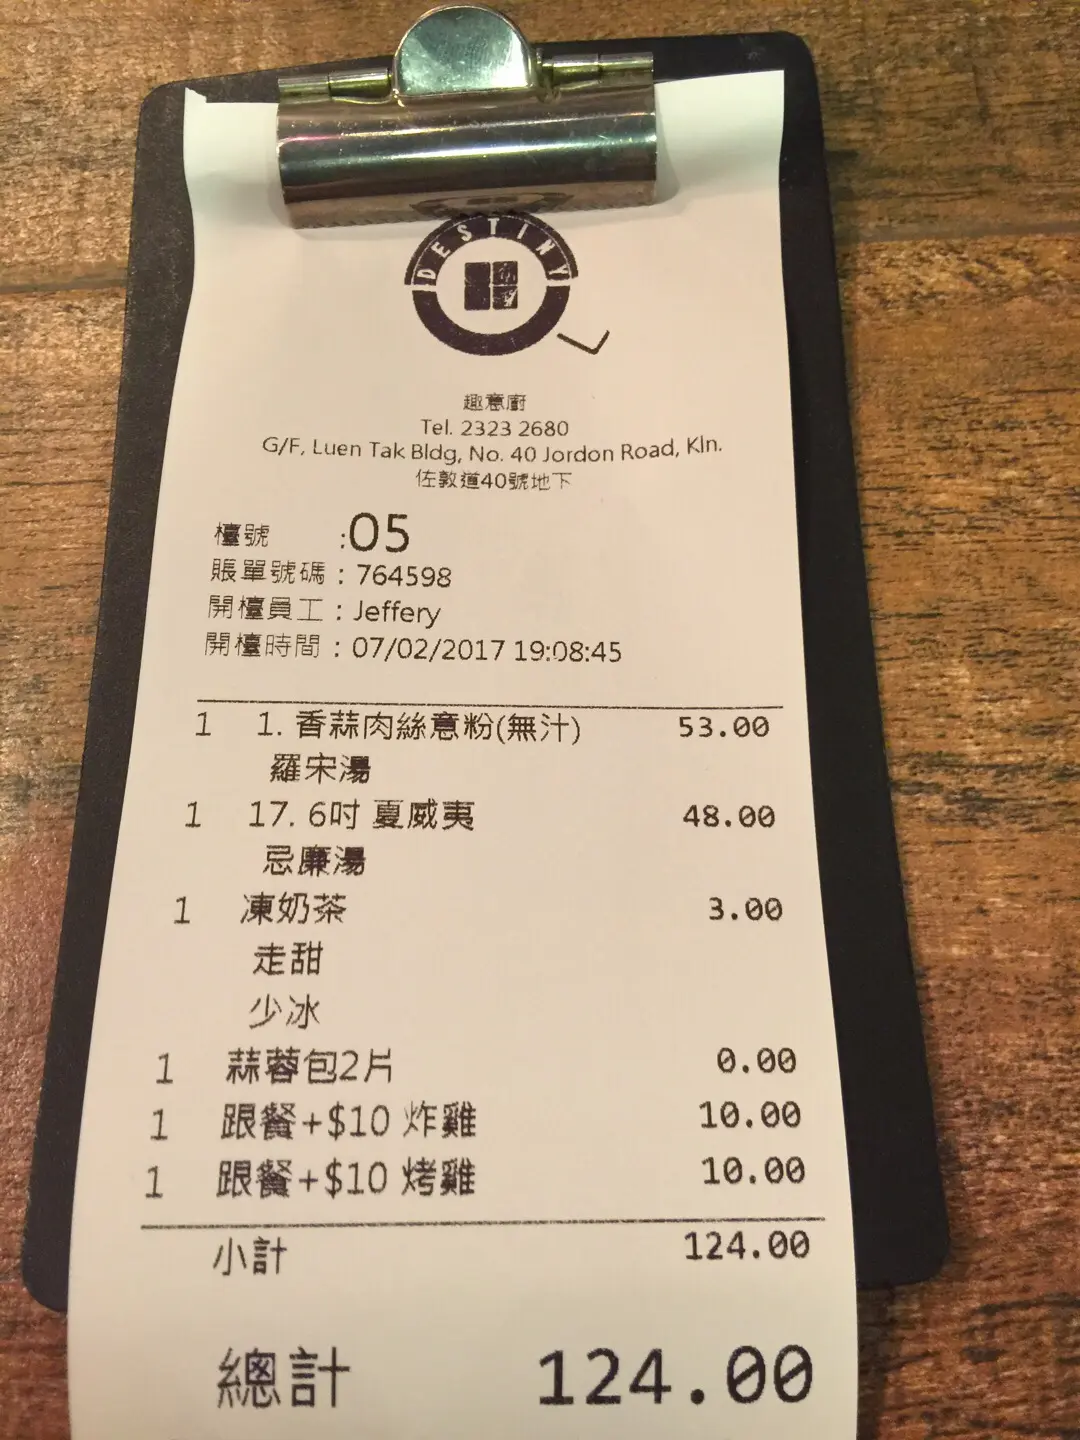 DESTINY
趣意廚
Tel. 2323 2680
G/F, Luen Tak Bldg, No. 40 Jordon Road, Kln.
佐敦道40號地下
檯號 :05
賬單號碼 : 764598
開檯員工 : Jeffery
開檯時間 : 07/02/2017 19:08:45
1 1. 香蒜肉絲意粉(無汁) 53.00
羅宋湯
1 17. 6吋 夏威夷 48.00
忌廉湯
1 凍奶茶 3.00
走甜
少冰
1 蒜蓉包2片 0.00
1 跟餐+$10 炸雞 10.00
1 跟餐+$10 烤雞 10.00
小計 124.00
總計 124.00